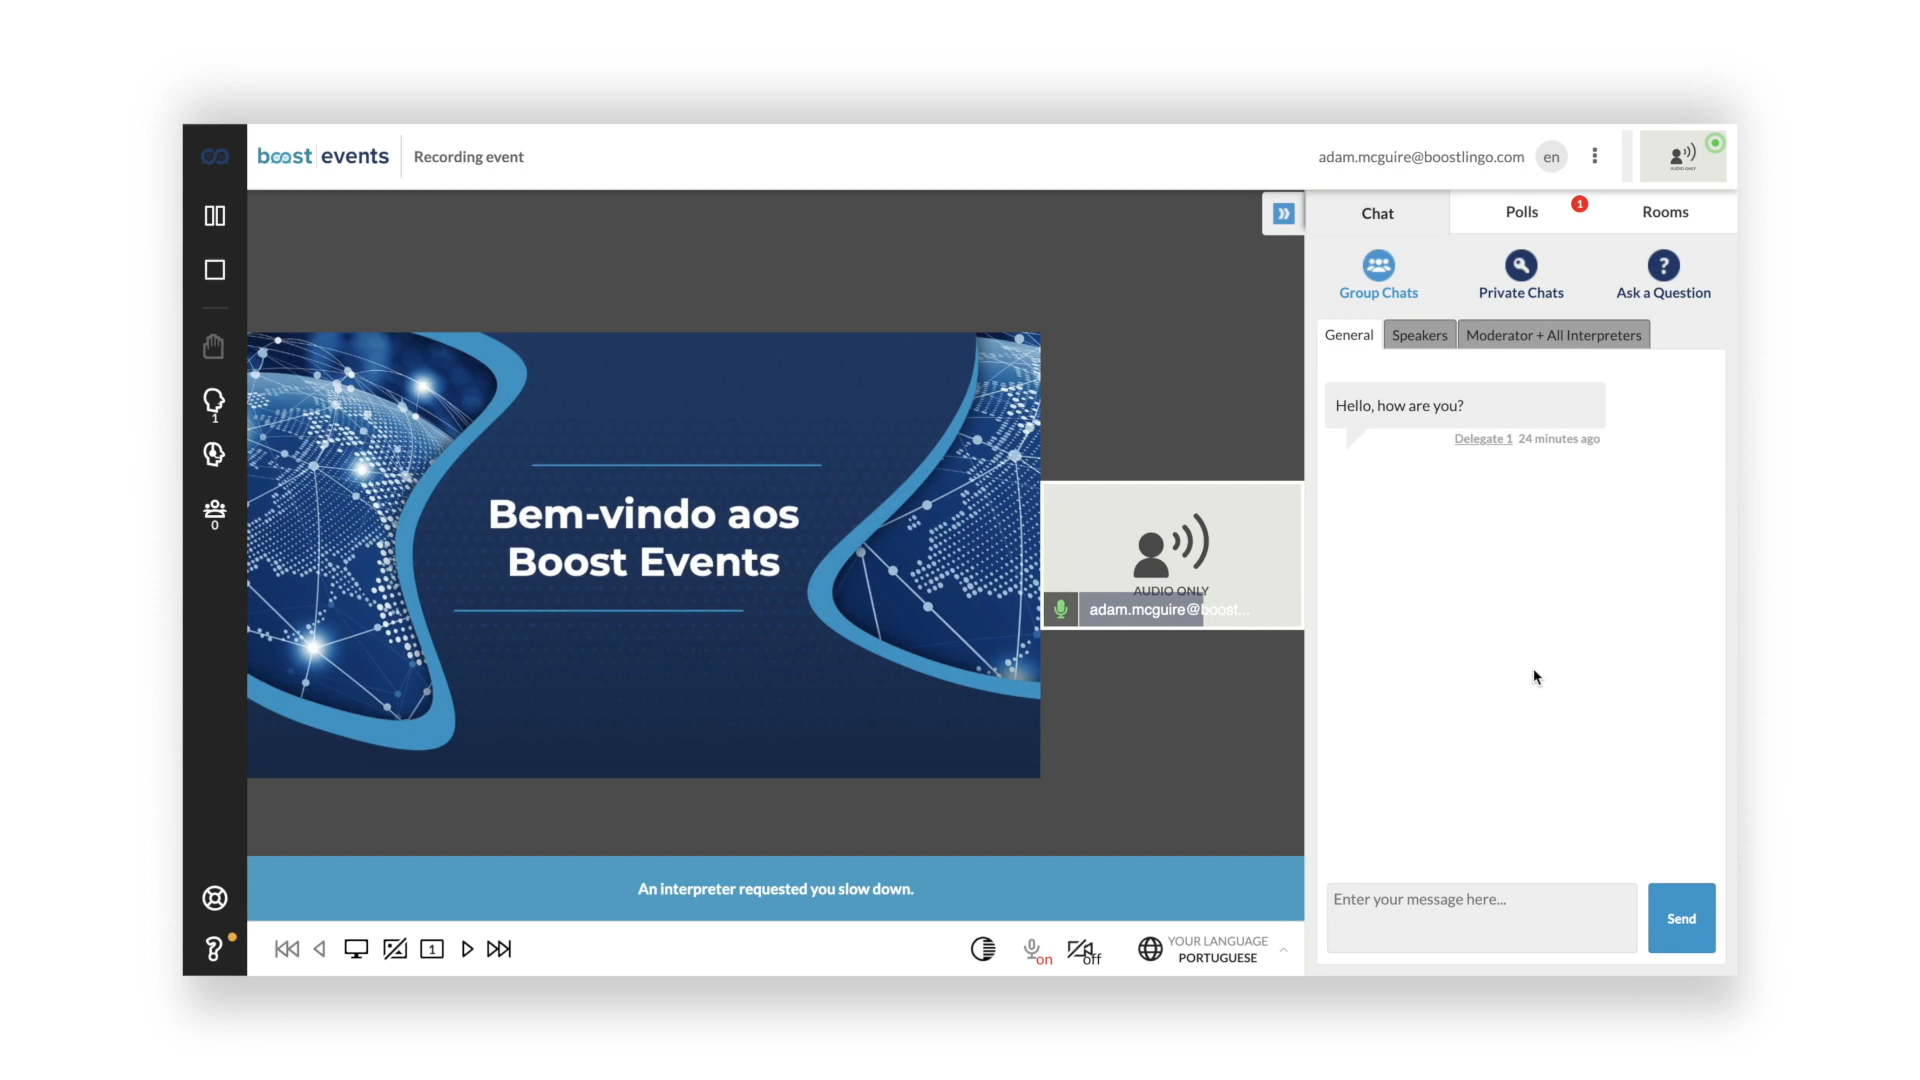 boost events
Recording event
adam.mcguire@boostlingo.com
en
Chat
Polls
1
Rooms
Group Chats
Private Chats
?
Ask a Question
General
Speakers
Moderator + All Interpreters
Hello, how are you?
Delegate 1 24 minutes ago
1
0
Bem-vindo aos
Boost Events
AUDIO ONLY
adam.mcguire@boost...
An interpreter requested you slow down.
Enter your message here...
Send
?
1
on
off
YOUR LANGUAGE
PORTUGUESE